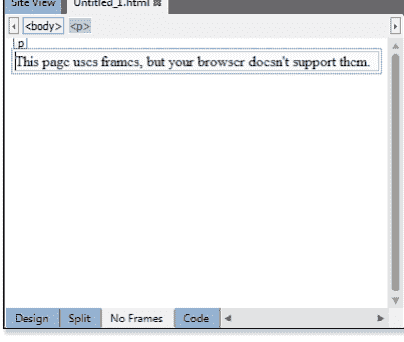 Site View Untitled_1.html
<body> <p>
p
This page uses frames, but your browser doesn't support them.
Design Split No Frames Code